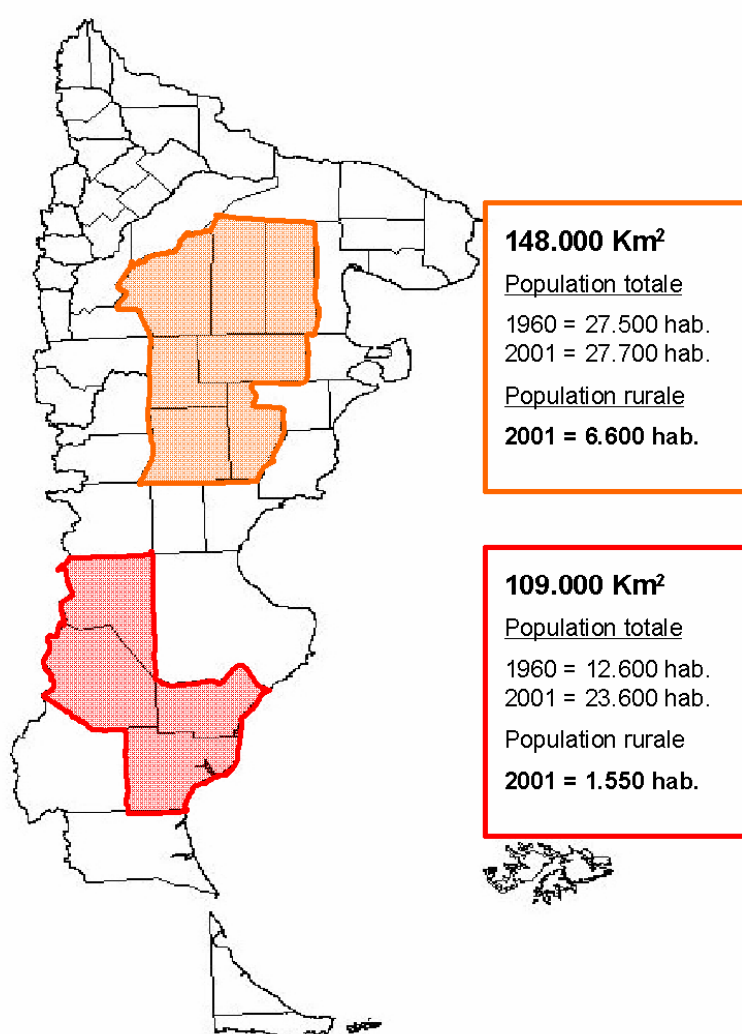 148.000 Km²
Population totale
1960 = 27.500 hab.
2001 = 27.700 hab.
Population rurale
2001 = 6.600 hab.
109.000 Km²
Population totale
1960 = 12.600 hab.
2001 = 23.600 hab.
Population rurale
2001 = 1.550 hab.